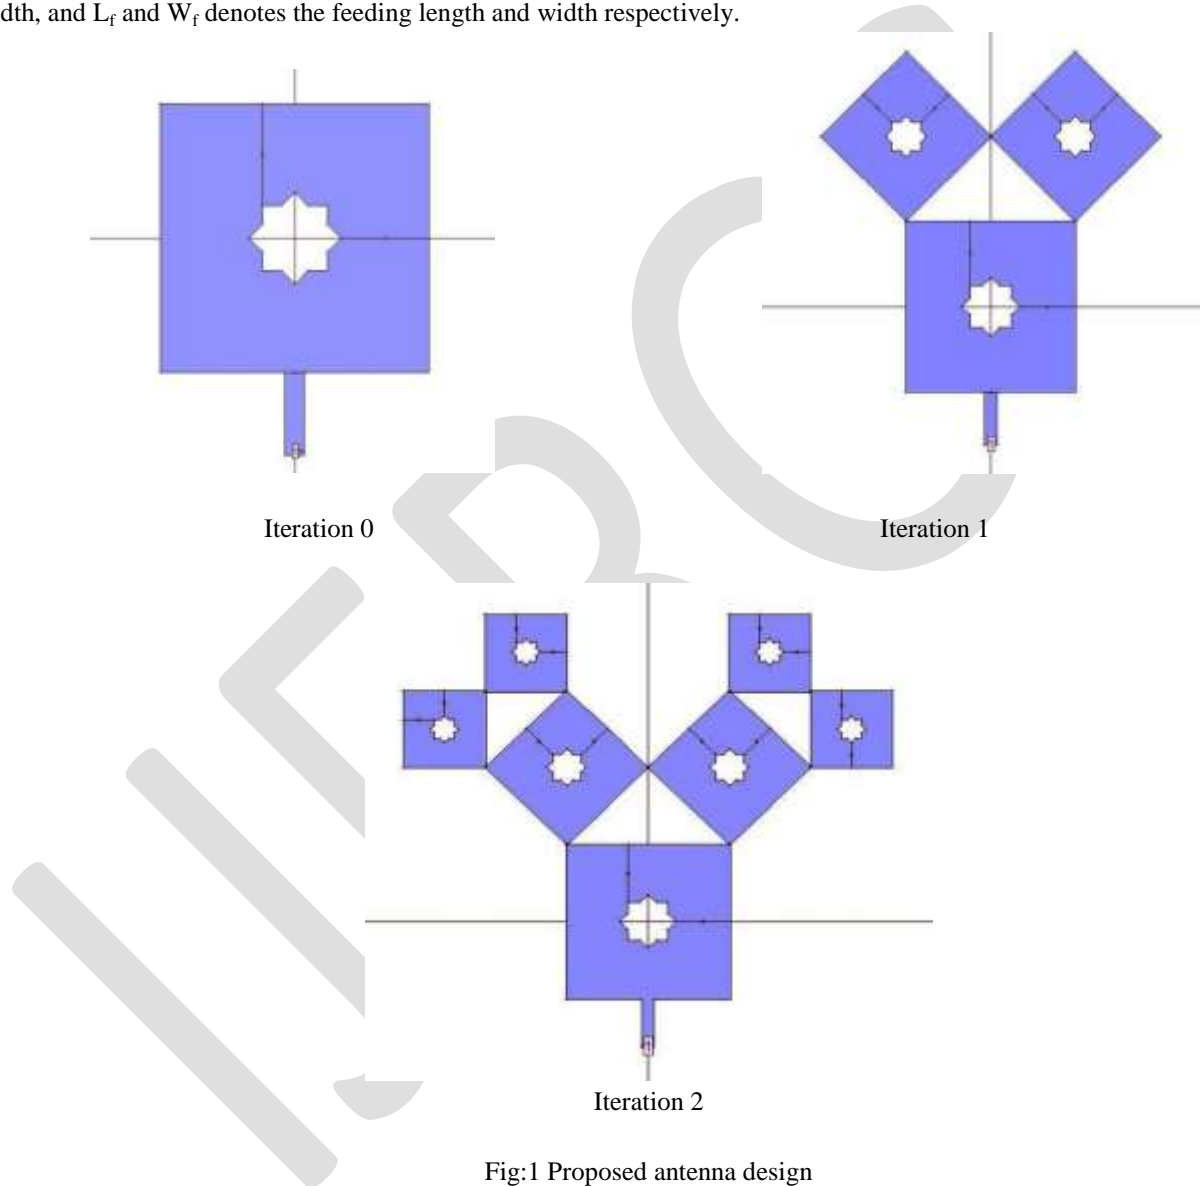 dth, and Lf and Wf denotes the feeding length and width respectively.
Iteration 0
Iteration 1
Iteration 2
Fig:1 Proposed antenna design